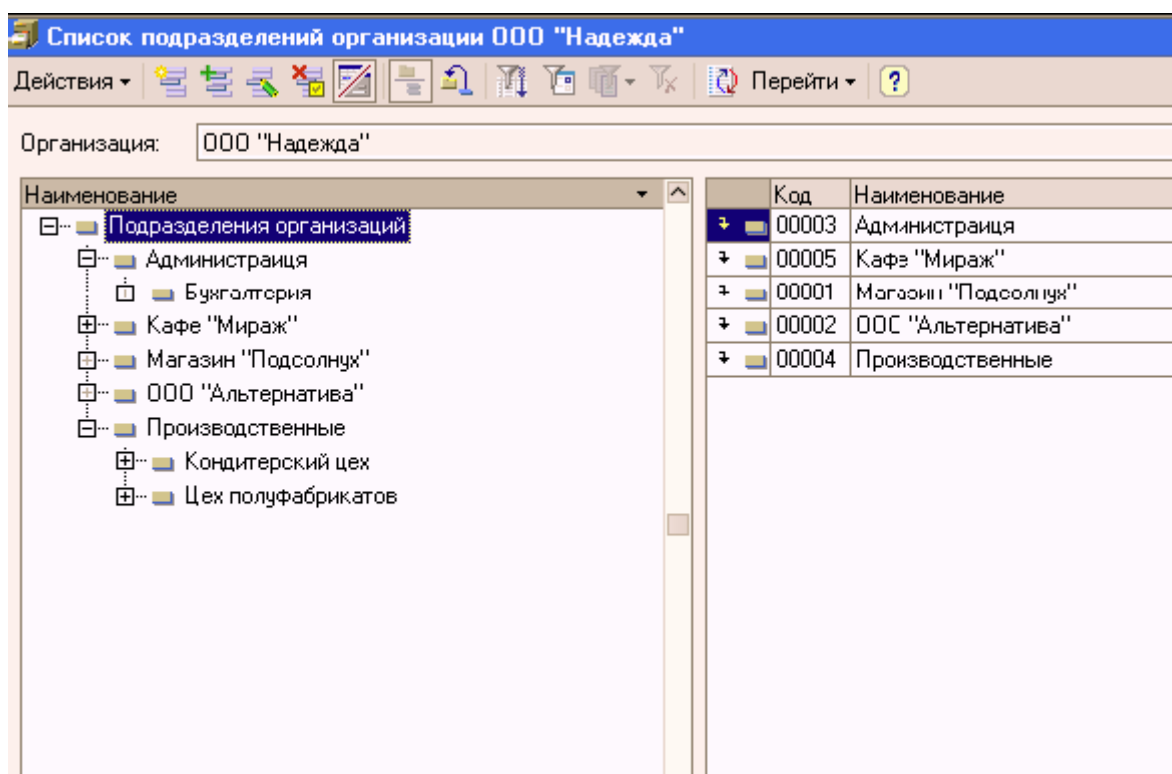 Список подразделений организации ООО "Надежда"
Действия Перейти ?
Организация: ООО "Надежда"
Наименование
Подразделения организаций
Администраиця
Бухгалтерия
Кафе "Мираж"
Магазин "Подсолнух"
ООО "Альтернатива"
Производственные
Кондитерский цех
Цех полуфабрикатов
Код Наименование
00003 Администраиця
00005 Кафэ "Мираж"
00001 Магазин "Подсолнух"
00002 ООС "Альтернатива"
00004 Производственные